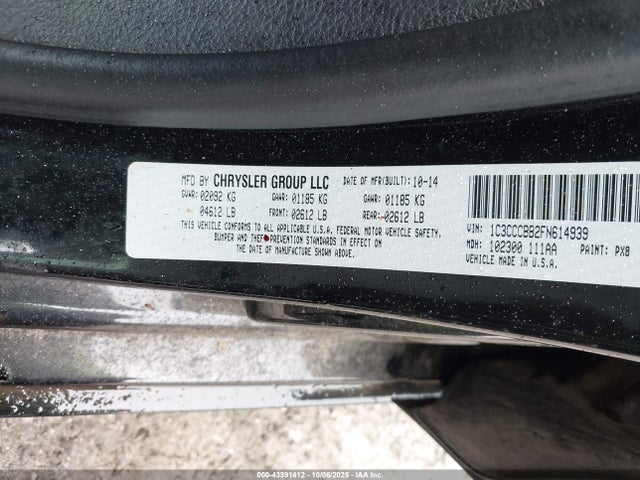 MFD BY CHRYSLER GROUP LLC DATE OF MFR(BUILT): 10-14
GVWR: 02092 KG GAWR: 01185 KG GAWR: 01185 KG
04612 LB FRONT: 02612 LB REAR: 02612 LB
THIS VEHICLE CONFORMS TO ALL APPLICABLE U.S.A. FEDERAL MOTOR VEHICLE SAFETY,
BUMPER AND THEFT PREVENTION STANDARDS IN EFFECT ON
THE DATE OF MANUFACTURE SHOWN ABOVE.
VIN: 1C3CCCBB2FN614939
MDH: 102300 111AA PAINT: PX8
VEHICLE MADE IN U.S.A.
000-43391412 - 10/06/2025 - IAAI